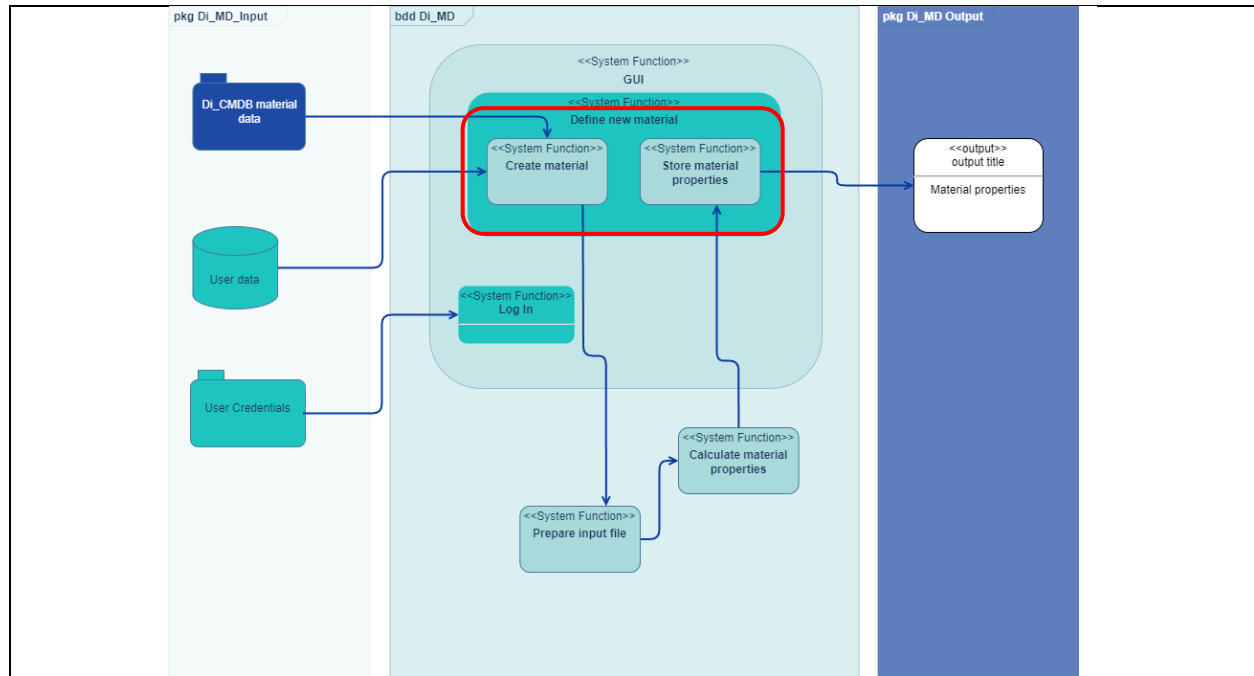 pkg Di_MD_Input
bdd Di_MD
pkg Di_MD Output
<<System Function>>
GUI
<<System Function>>
Define new material
Di_CMDB material
data
<<System Function>>
Create material
<<System Function>>
Store material
properties
<<output>>
output title
Material properties
User data
<<System Function>>
Log In
User Credentials
<<System Function>>
Calculate material
properties
<<System Function>>
Prepare input file